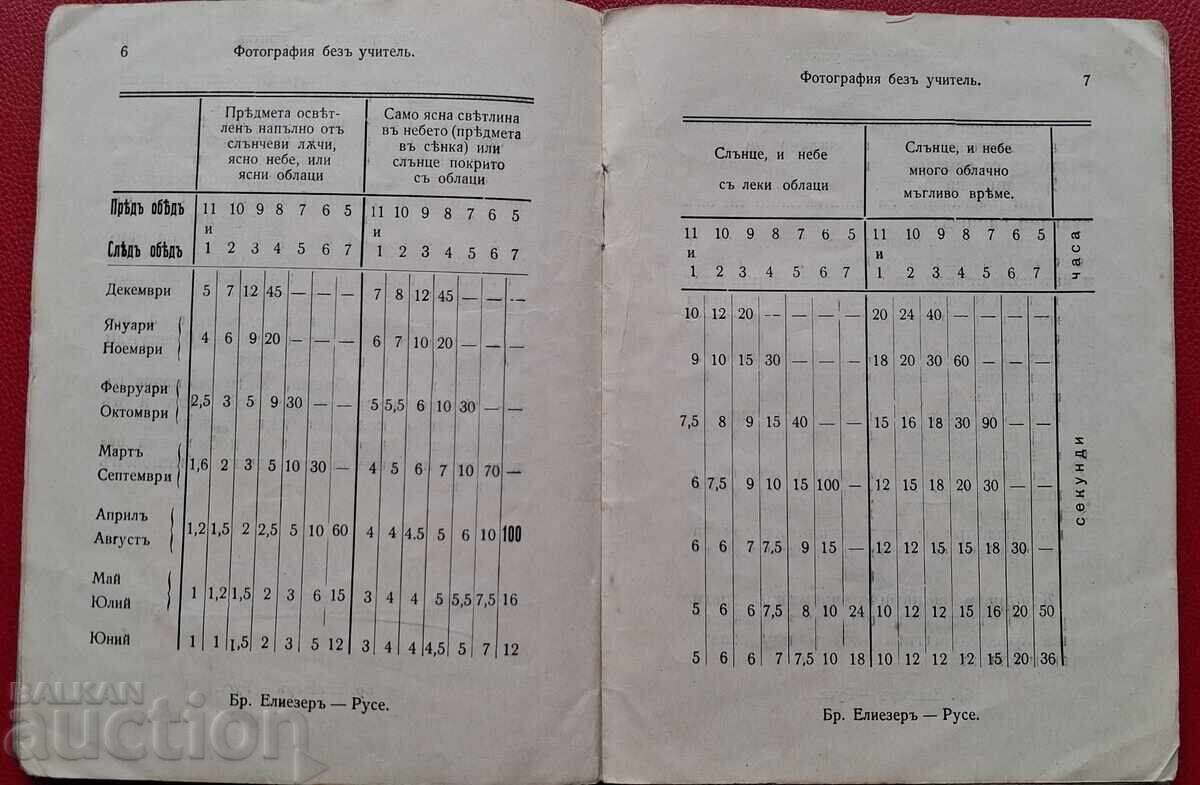 6 Фотография безъ учитель.
Прѣдмета освѣт- Само ясна свѣтлина
ленъ напълно отъ въ небето (прѣдмета
слънчеви лѫчи, въ сѣнка) или
ясно небе, или слънце покрито
ясни облаци съ облаци
Прѣдъ обѣдъ 11 10 9 8 7 6 5 11 10 9 8 7 6 5
и и
Слѣдъ обѣдъ 1 2 3 4 5 6 7 1 2 3 4 5 6 7
Декември 5 7 12 45 — — — 7 8 12 45 — — —
Януари
Ноември 4 6 9 20 — — — 6 7 10 20 — — —
Февруари
Октомври 2,5 3 5 9 30 — — 5 5,5 6 10 30 — —
Мартъ
Септември 1,6 2 3 5 10 30 — 4 5 6 7 10 70 —
Априлъ
Августъ 1,2 1,5 2 2,5 5 10 60 4 4 4.5 5 6 10 100
Май
Юлий 1 1,2 1,5 2 3 6 15 3 4 4 5 5,5 7,5 16
Юний 1 1 1,5 2 3 5 12 3 4 4 4,5 5 7 12
Бр. Елиезеръ — Русе.
Фотография безъ учитель. 7
Слънце, и небе
съ леки облаци
Слънце, и небе
много облачно
мъгливо врѣме.
11 10 9 8 7 6 5 11 10 9 8 7 6 5
и и
1 2 3 4 5 6 7 1 2 3 4 5 6 7
часа
10 12 20 — — — — 20 24 40 — — — —
9 10 15 30 — — — 18 20 30 60 — — —
7,5 8 9 15 40 — — 15 16 18 30 90 — —
6 7,5 9 10 15 100 — 12 15 18 20 30 — —
6 6 7 7,5 9 15 — 12 12 15 15 18 30 —
5 6 6 7,5 8 10 24 10 12 12 15 16 20 50
5 6 6 7 7,5 10 18 10 12 12 12 15 20 36
секунди
Бр. Елиезеръ — Русе.
BALKAN
auction